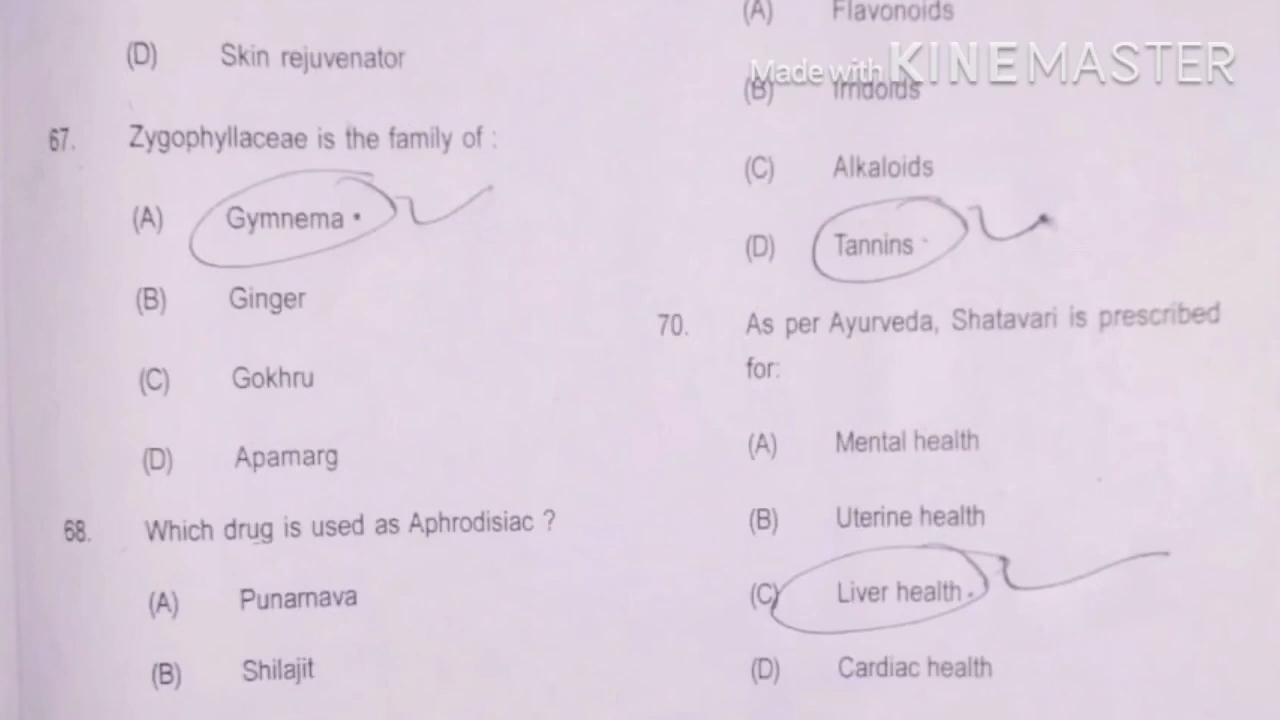 (D) Skin rejuvenator
67. Zygophyllaceae is the family of :
(A) Gymnema
(B) Ginger
(C) Gokhru
(D) Apamarg
68. Which drug is used as Aphrodisiac ?
(A) Punarnava
(B) Shilajit
(A) Flavonoids
Made with KINEMASTER
(B) Irridoids
(C) Alkaloids
(D) Tannins
70. As per Ayurveda, Shatavari is prescribed
for:
(A) Mental health
(B) Uterine health
(C) Liver health
(D) Cardiac health